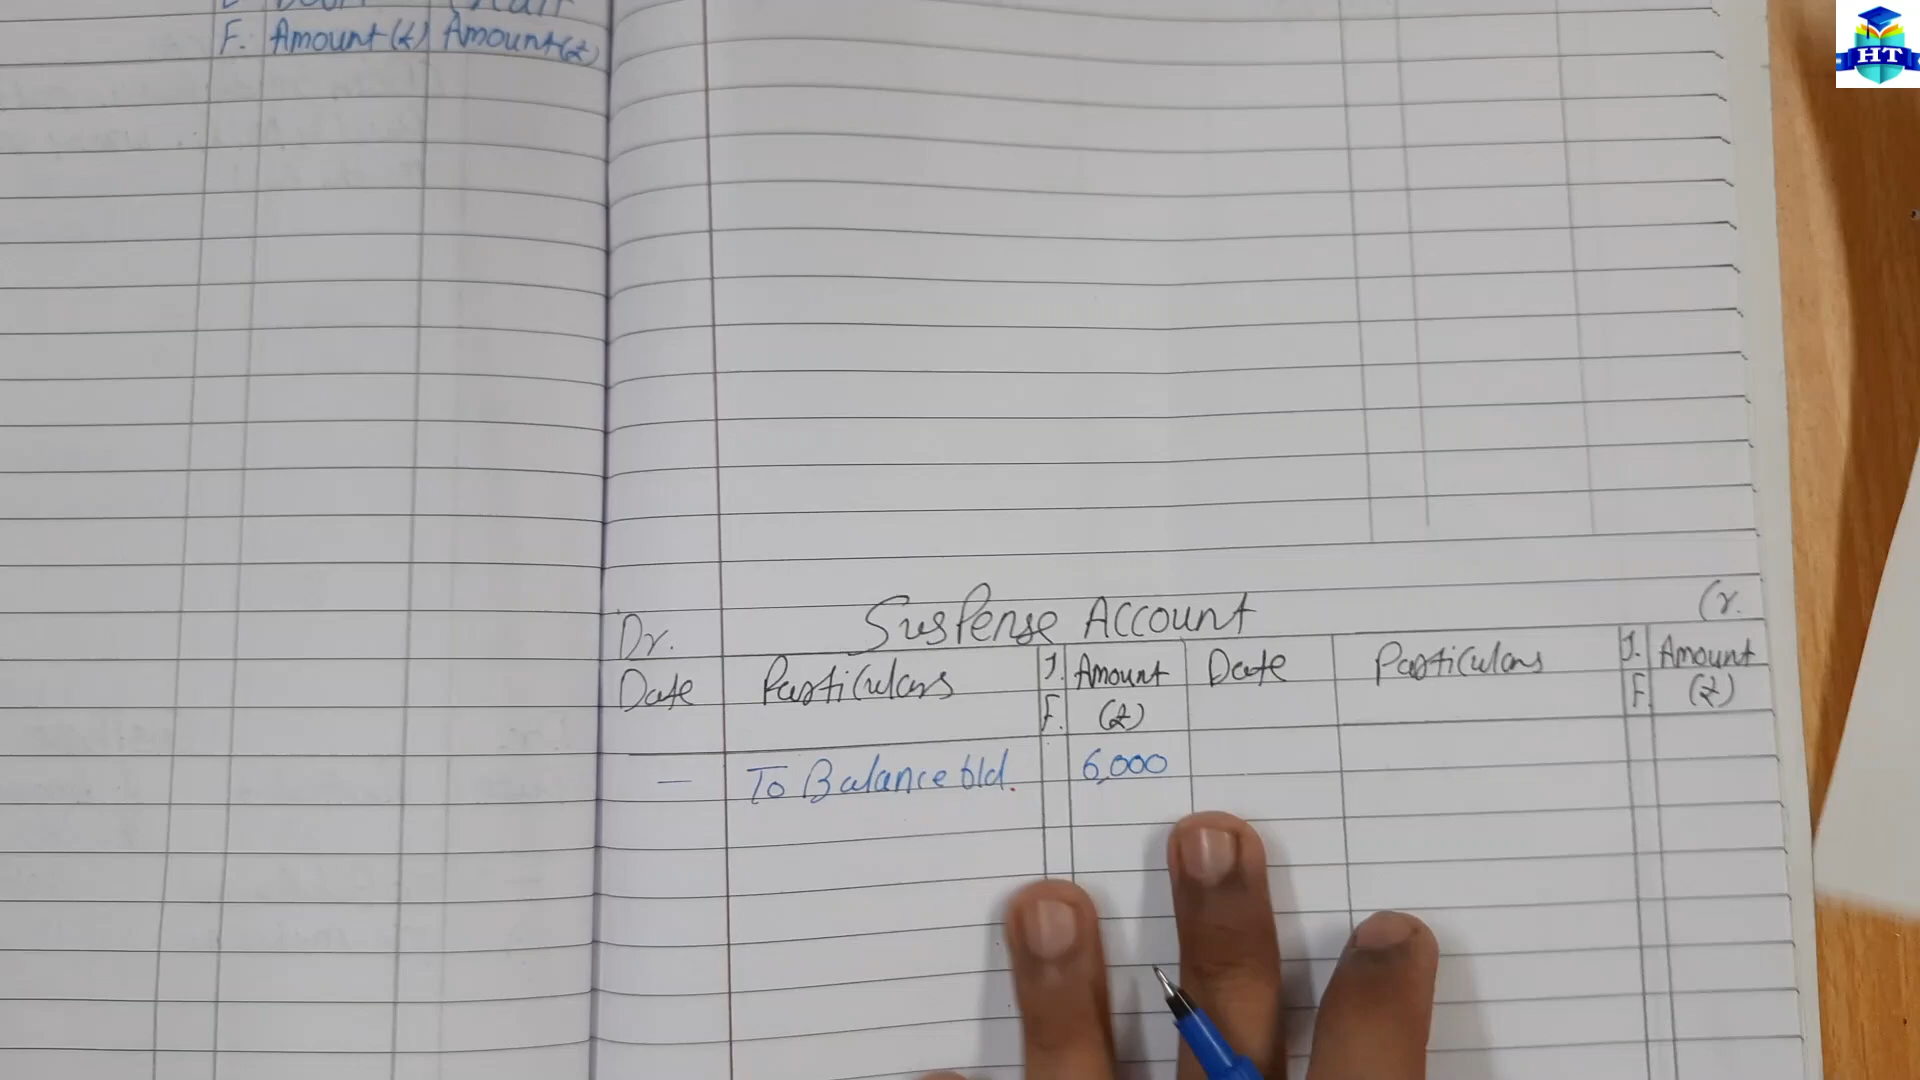 F. Amount(₹) Amount(₹)
HT
Dr. Suspense Account Cr.
Date Particulars J. Amount Date Particulars J. Amount
F. (₹) F. (₹)
— To Balance b/d. 6,000